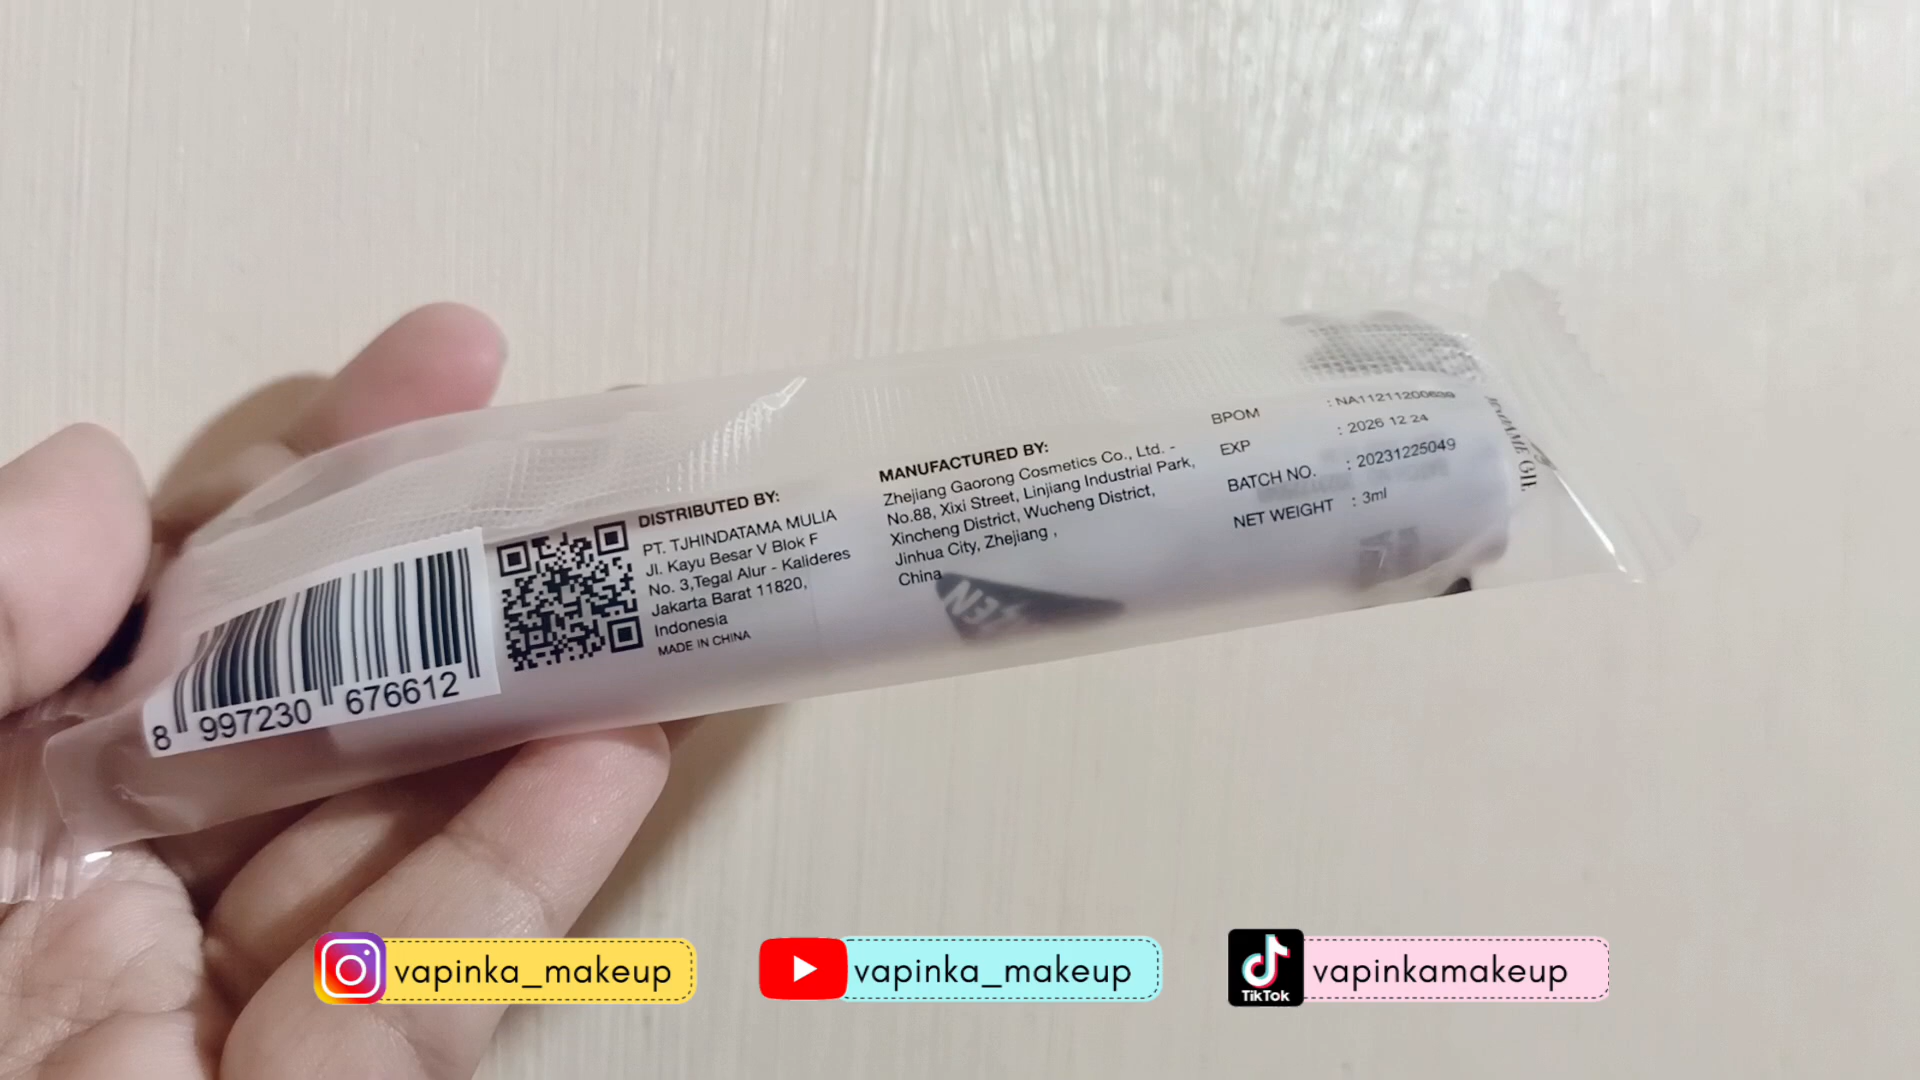 8 997230 676612
DISTRIBUTED BY:
PT. TJHINDATAMA MULIA
Jl. Kayu Besar V Blok F
No. 3,Tegal Alur - Kalideres
Jakarta Barat 11820,
Indonesia
MADE IN CHINA
MANUFACTURED BY:
Zhejiang Gaorong Cosmetics Co., Ltd. -
No.88, Xixi Street, Linjiang Industrial Park,
Xincheng District, Wucheng District,
Jinhua City, Zhejiang ,
China
BPOM
EXP : 2026 12 24
BATCH NO. : 20231225049
NET WEIGHT : 3ml
vapinka_makeup
vapinka_makeup
TikTok
vapinkamakeup